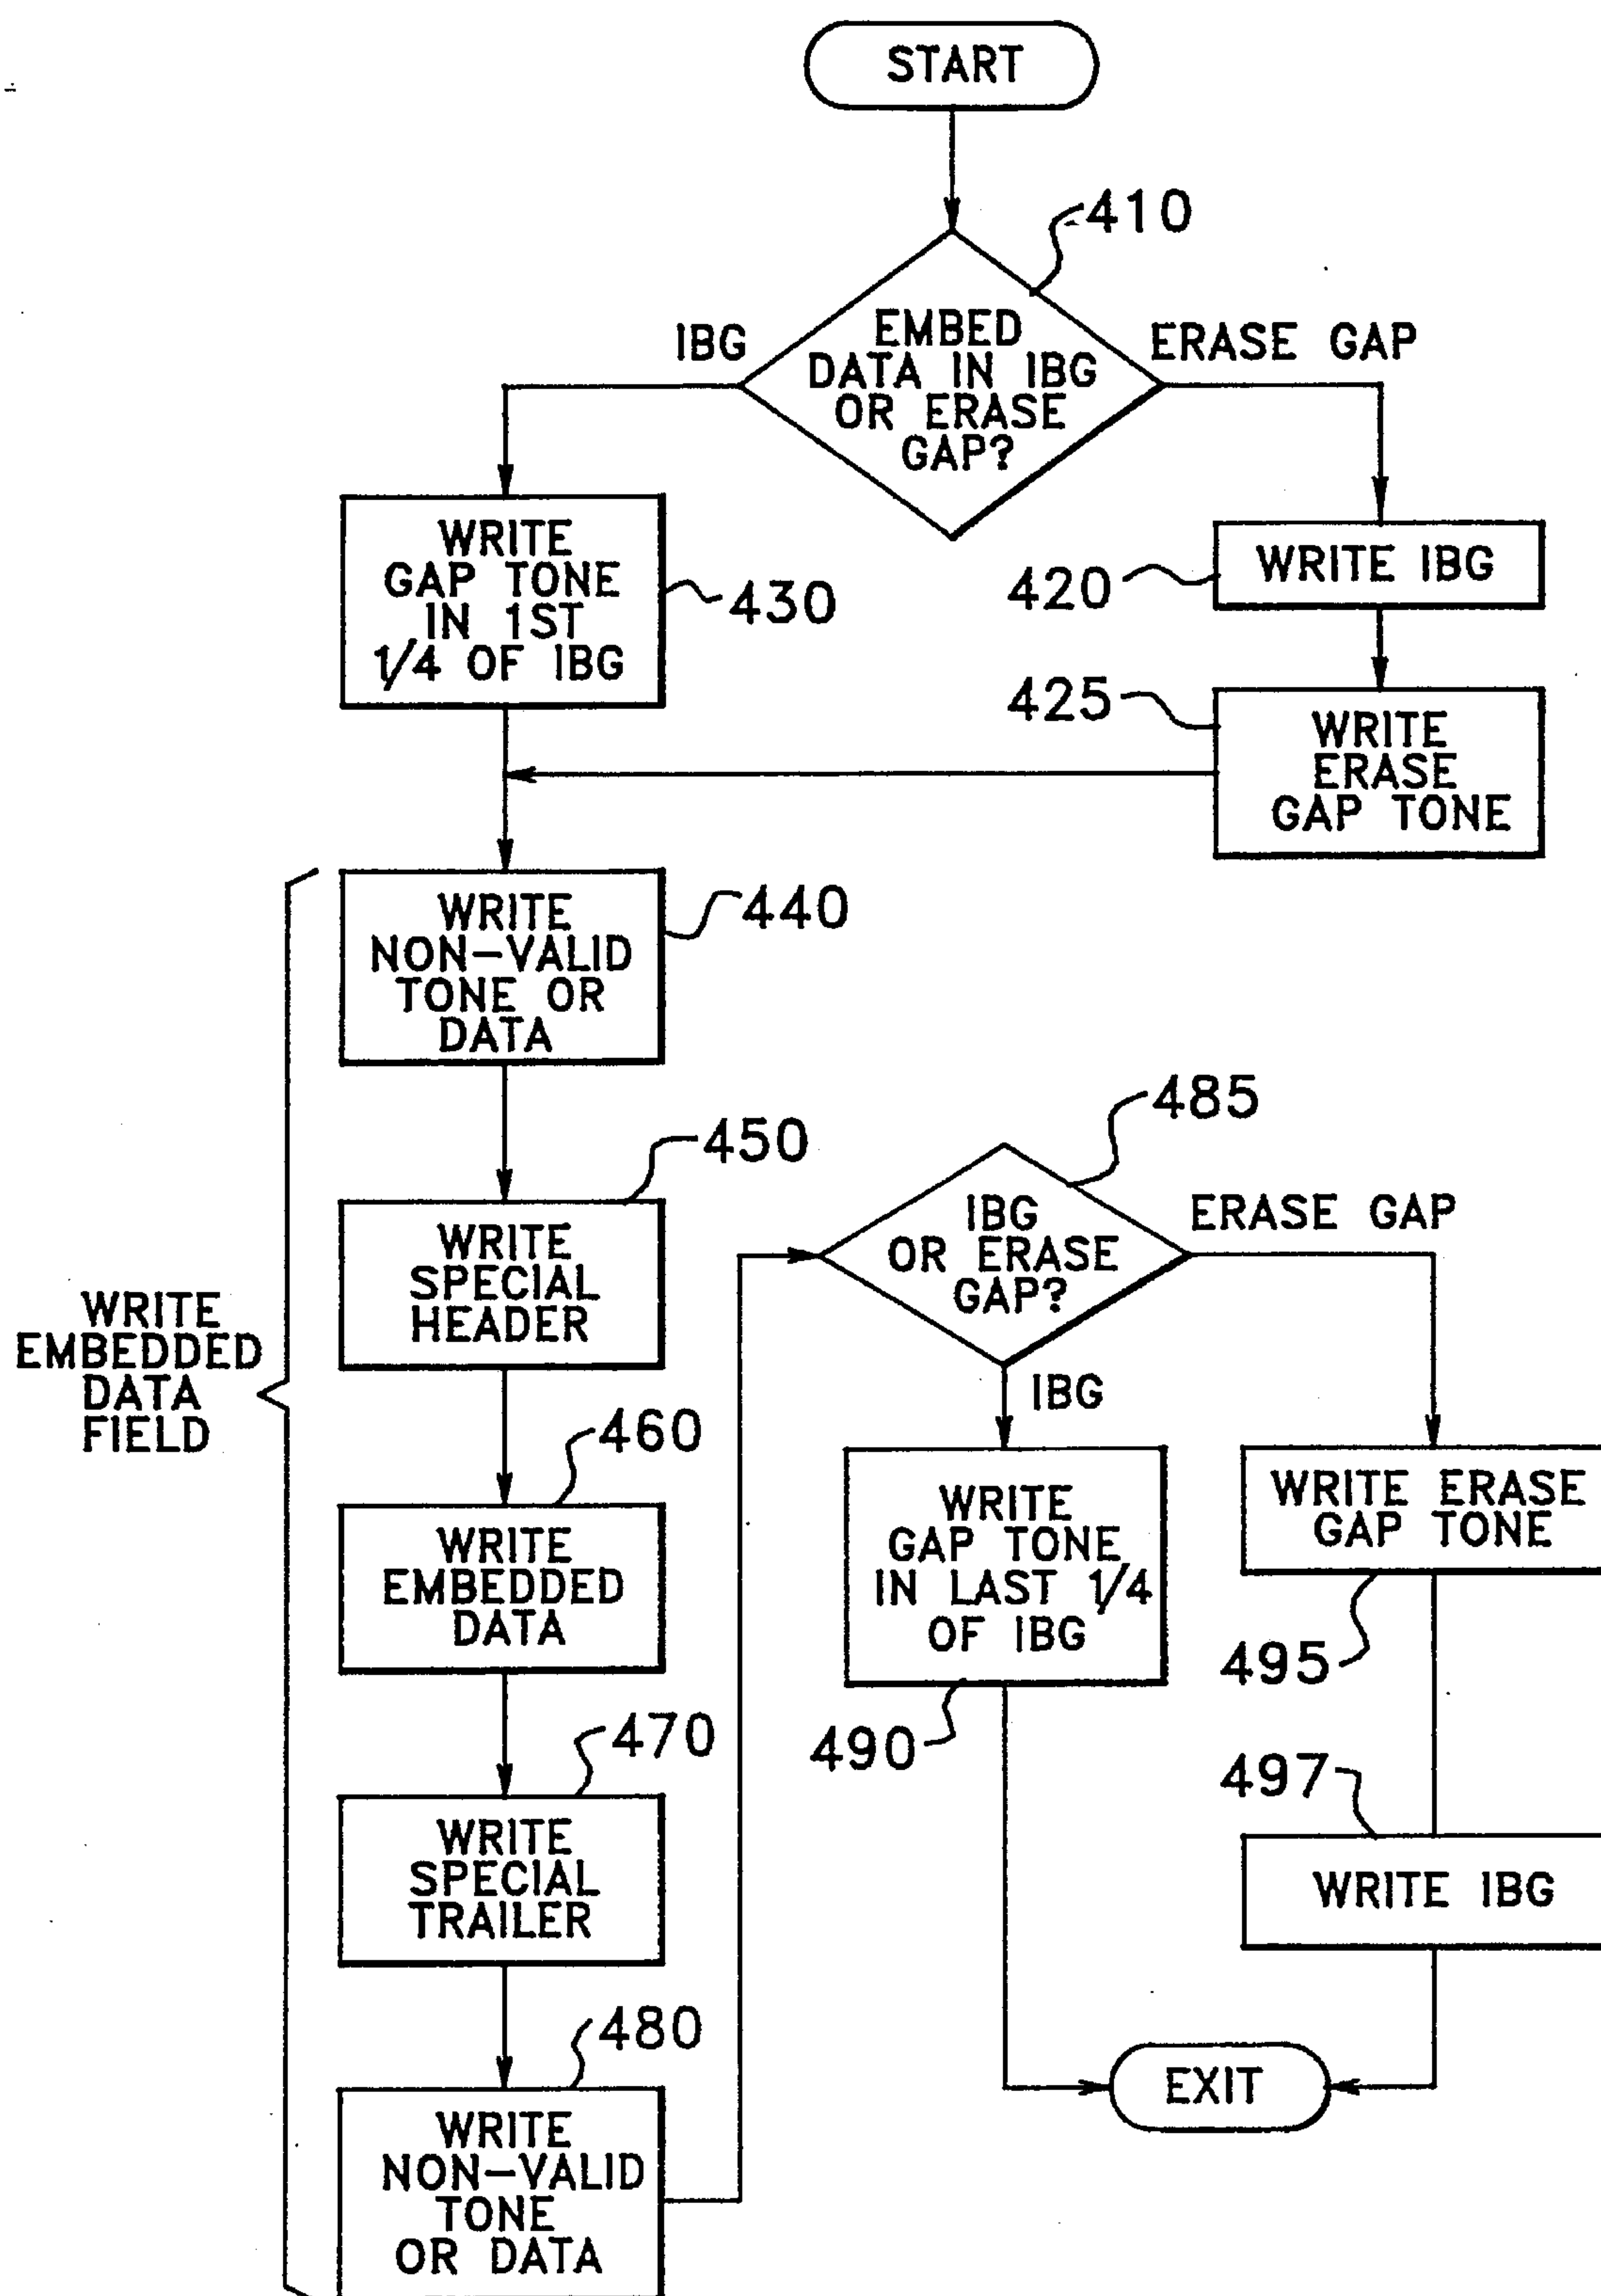 START
410
EMBED
DATA IN IBG
OR ERASE
GAP?
IBG
ERASE GAP
WRITE
GAP TONE
IN 1ST
1/4 OF IBG
430
420
WRITE IBG
425
WRITE
ERASE
GAP TONE
WRITE
EMBEDDED
DATA
FIELD
WRITE
NON-VALID
TONE OR
DATA
440
450
WRITE
SPECIAL
HEADER
460
WRITE
EMBEDDED
DATA
470
WRITE
SPECIAL
TRAILER
480
WRITE
NON-VALID
TONE
OR DATA
485
IBG
OR ERASE
GAP?
ERASE GAP
IBG
WRITE
GAP TONE
IN LAST 1/4
OF IBG
490
WRITE ERASE
GAP TONE
495
497
WRITE IBG
EXIT